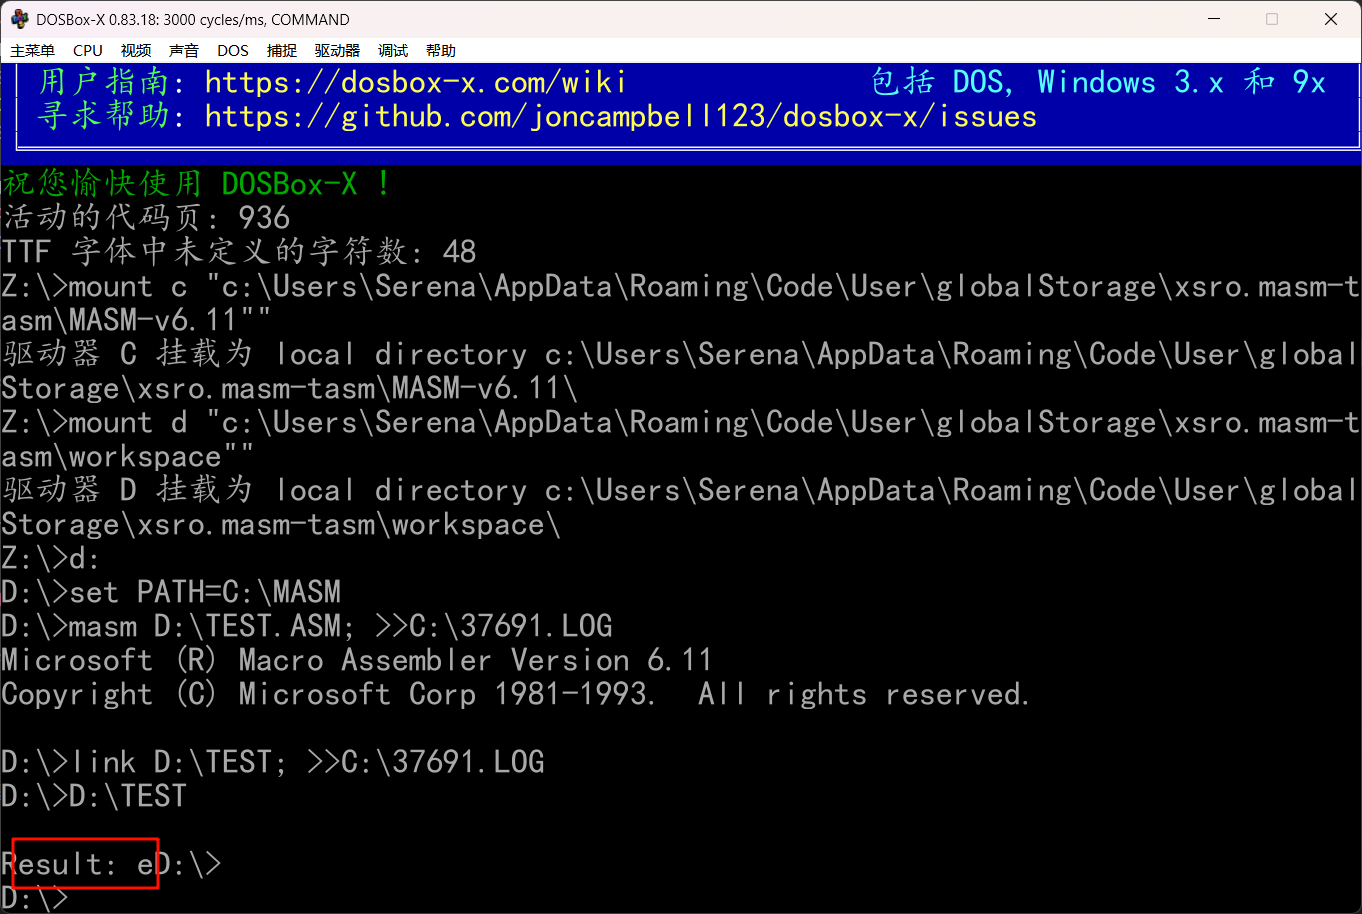 DOSBox-X 0.83.18: 3000 cycles/ms, COMMAND
主菜单 CPU 视频 声音 DOS 捕捉 驱动器 调试 帮助
用户指南: https://dosbox-x.com/wiki 包括 DOS, Windows 3.x 和 9x
寻求帮助: https://github.com/joncampbell123/dosbox-x/issues
祝您愉快使用 DOSBox-X !
活动的代码页: 936
TTF 字体中未定义的字符数: 48
Z:\>mount c "c:\Users\Serena\AppData\Roaming\Code\User\globalStorage\xsro.masm-t
asm\MASM-v6.11""
驱动器 C 挂载为 local directory c:\Users\Serena\AppData\Roaming\Code\User\global
Storage\xsro.masm-tasm\MASM-v6.11\
Z:\>mount d "c:\Users\Serena\AppData\Roaming\Code\User\globalStorage\xsro.masm-t
asm\workspace""
驱动器 D 挂载为 local directory c:\Users\Serena\AppData\Roaming\Code\User\global
Storage\xsro.masm-tasm\workspace\
Z:\>d:
D:\>set PATH=C:\MASM
D:\>masm D:\TEST.ASM; >>C:\37691.LOG
Microsoft (R) Macro Assembler Version 6.11
Copyright (C) Microsoft Corp 1981-1993.  All rights reserved.
D:\>link D:\TEST; >>C:\37691.LOG
D:\>D:\TEST
Result: eD:\>
D:\>